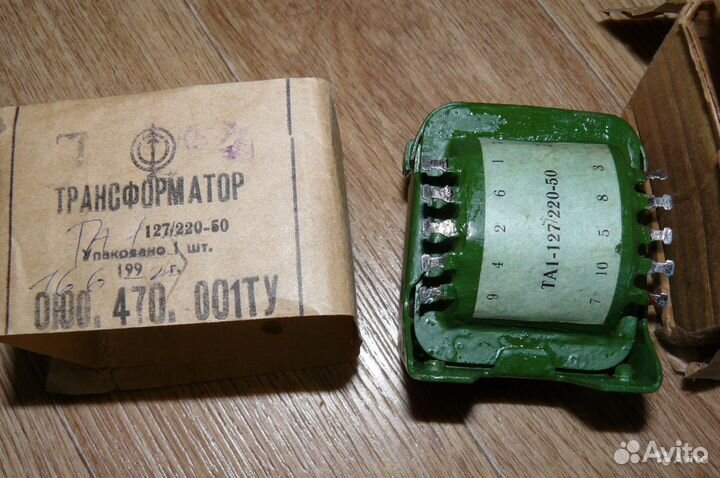 ТРАНСФОРМАТОР
ТА1 127/220-50
Упаковано 1 шт.
199 г.
ОЮ0. 470. 001ТУ
1 3
6 8
ТА1-127/220-50
2 5
4 10
9 7
Avito